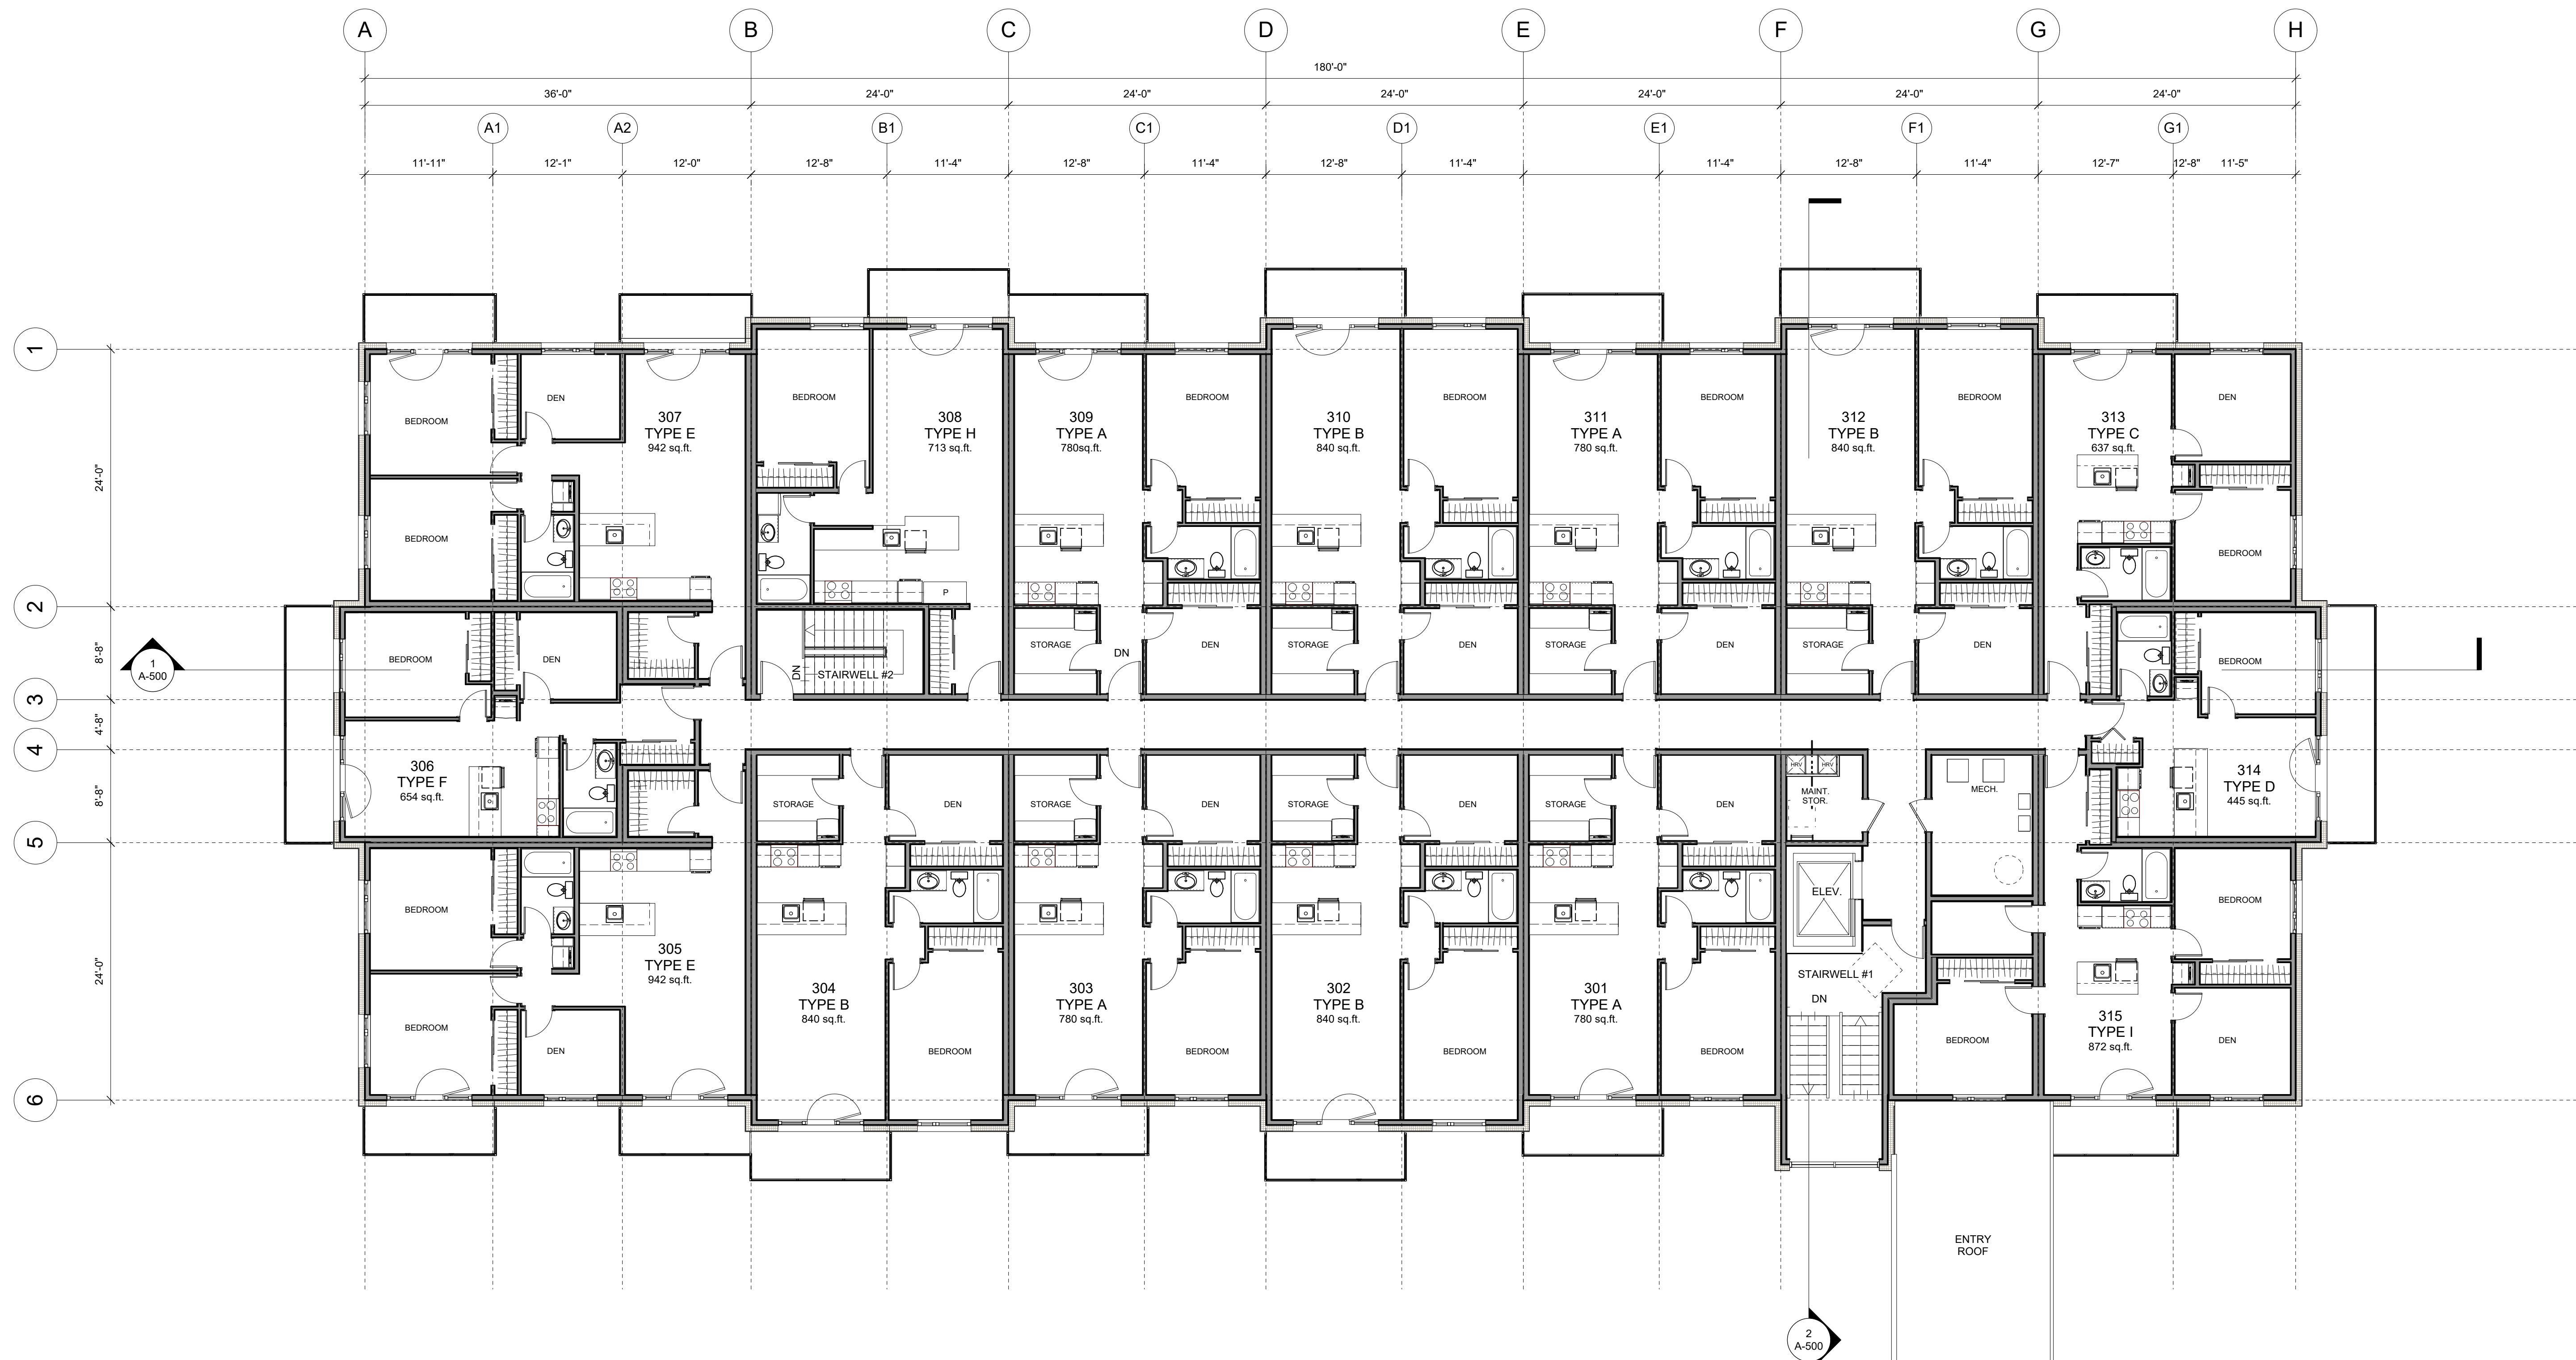 A B C D E F G H
180'-0"
36'-0" 24'-0" 24'-0" 24'-0" 24'-0" 24'-0" 24'-0"
A1 A2 B1 C1 D1 E1 F1 G1
11'-11" 12'-1" 12'-0" 12'-8" 11'-4" 12'-8" 11'-4" 12'-8" 11'-4" 11'-4" 12'-8" 11'-4" 12'-7" 12'-8" 11'-5"
1
2
3
4
5
6
24'-0"
8'-8"
4'-8"
8'-8"
24'-0"
1
A-500
BEDROOM
DEN
307
TYPE E
942 sq.ft.
BEDROOM
BEDROOM
308
TYPE H
713 sq.ft.
P
309
TYPE A
780sq.ft.
BEDROOM
STORAGE
DN
DEN
310
TYPE B
840 sq.ft.
BEDROOM
STORAGE
DEN
311
TYPE A
780 sq.ft.
BEDROOM
STORAGE
DEN
312
TYPE B
840 sq.ft.
BEDROOM
STORAGE
DEN
313
TYPE C
637 sq.ft.
DEN
BEDROOM
BEDROOM
DEN
DN
STAIRWELL #2
306
TYPE F
654 sq.ft.
BEDROOM
314
TYPE D
445 sq.ft.
BEDROOM
305
TYPE E
942 sq.ft.
BEDROOM
DEN
STORAGE
DEN
304
TYPE B
840 sq.ft.
BEDROOM
STORAGE
DEN
303
TYPE A
780 sq.ft.
BEDROOM
STORAGE
DEN
302
TYPE B
840 sq.ft.
BEDROOM
STORAGE
DEN
301
TYPE A
780 sq.ft.
BEDROOM
HRV HRV
MAINT.
STOR.
MECH.
ELEV.
STAIRWELL #1
DN
BEDROOM
BEDROOM
315
TYPE I
872 sq.ft.
DEN
ENTRY
ROOF
2
A-500